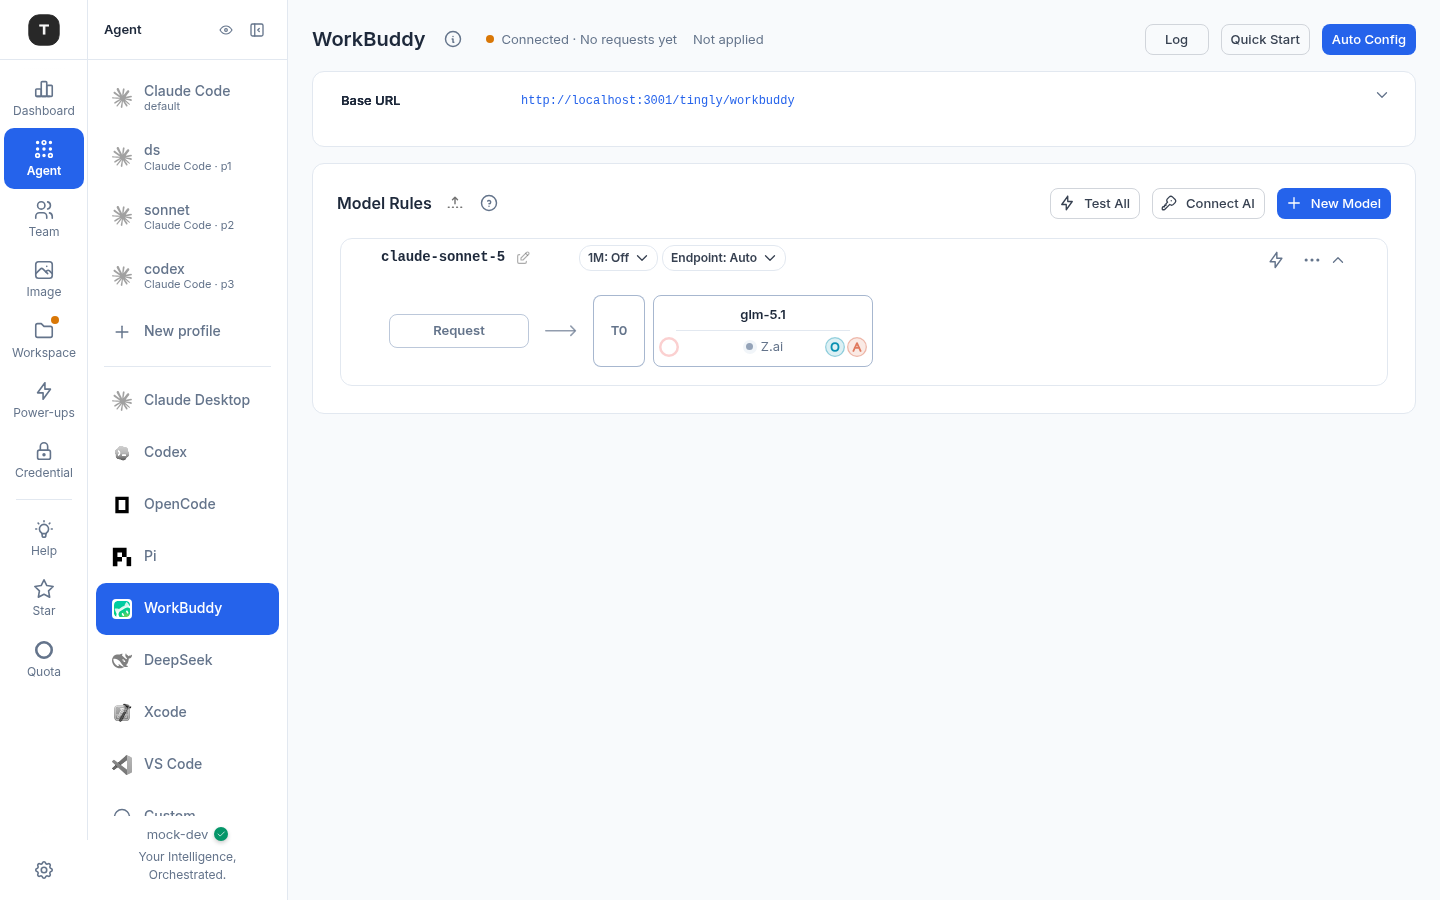 T
Dashboard
Agent
Team
Image
Workspace
Power-ups
Credential
Help
Star
Quota
Agent
Claude Code
default
ds
Claude Code · p1
sonnet
Claude Code · p2
codex
Claude Code · p3
New profile
Claude Desktop
Codex
OpenCode
Pi
WorkBuddy
DeepSeek
Xcode
VS Code
Custom
mock-dev
Your Intelligence,
Orchestrated.
WorkBuddy
Connected · No requests yet
Not applied
Log
Quick Start
Auto Config
Base URL
http://localhost:3001/tingly/workbuddy
Model Rules
Test All
Connect AI
New Model
claude-sonnet-5
1M: Off
Endpoint: Auto
Request
T0
glm-5.1
Z.ai
O
A